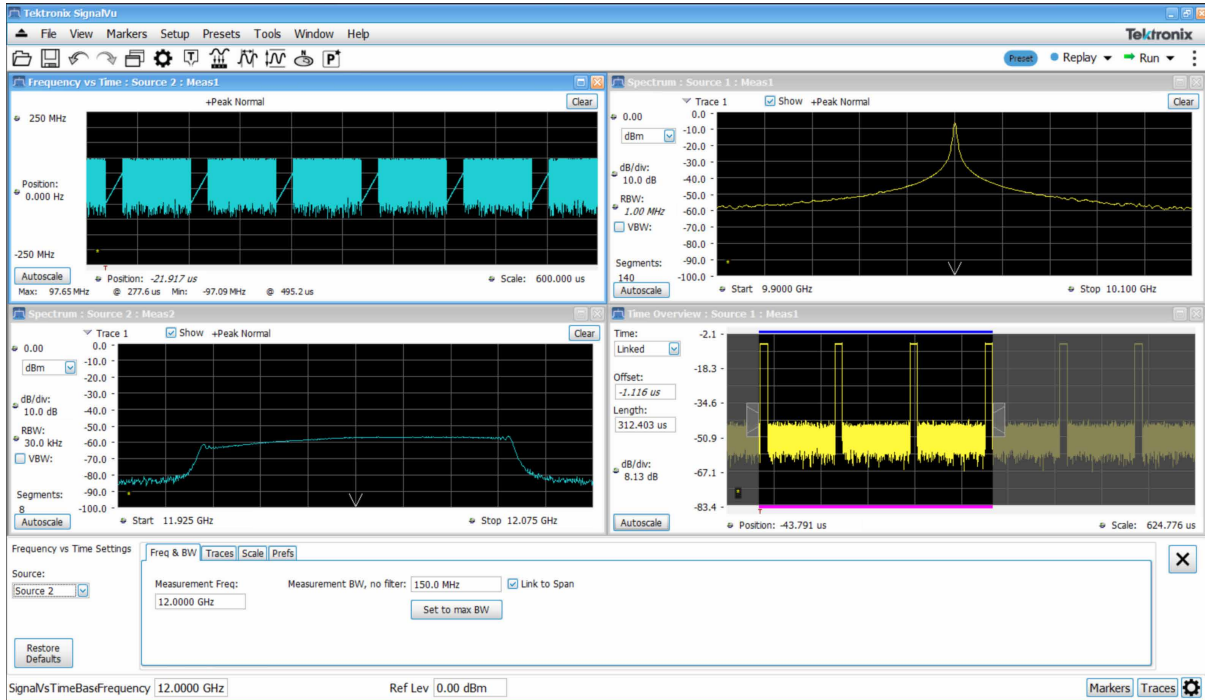 Tektronix SignalVu
File View Markers Setup Presets Tools Window Help
Tektronix
Preset Replay Run
Frequency vs Time : Source 2 : Meas1
+Peak Normal
Clear
250 MHz
Position:
0.000 Hz
-250 MHz
Autoscale
Position: -21.917 us
Scale: 600.000 us
Max: 97.65 MHz @ 277.6 us Min: -97.09 MHz @ 495.2 us
Spectrum : Source 1 : Meas1
Trace 1 Show +Peak Normal
Clear
0.00
dBm
dB/div:
10.0 dB
RBW:
1.00 MHz
VBW:
Segments:
140
Autoscale
0.0
-10.0
-20.0
-30.0
-40.0
-50.0
-60.0
-70.0
-80.0
-90.0
-100.0
Start 9.9000 GHz
Stop 10.100 GHz
Spectrum : Source 2 : Meas2
Trace 1 Show +Peak Normal
Clear
0.00
dBm
dB/div:
10.0 dB
RBW:
30.0 kHz
VBW:
Segments:
8
Autoscale
0.0
-10.0
-20.0
-30.0
-40.0
-50.0
-60.0
-70.0
-80.0
-90.0
-100.0
Start 11.925 GHz
Stop 12.075 GHz
Time Overview : Source 1 : Meas1
Time:
Linked
Offset:
-1.116 us
Length:
312.403 us
dB/div:
8.13 dB
Autoscale
-2.1
-18.3
-34.6
-50.9
-67.1
-83.4
Position: -43.791 us
Scale: 624.776 us
Frequency vs Time Settings
Source:
Source 2
Restore
Defaults
Freq & BW Traces Scale Prefs
Measurement Freq:
12.0000 GHz
Measurement BW, no filter: 150.0 MHz Link to Span
Set to max BW
SignalVsTimeBaseFrequency 12.0000 GHz
Ref Lev 0.00 dBm
Markers Traces